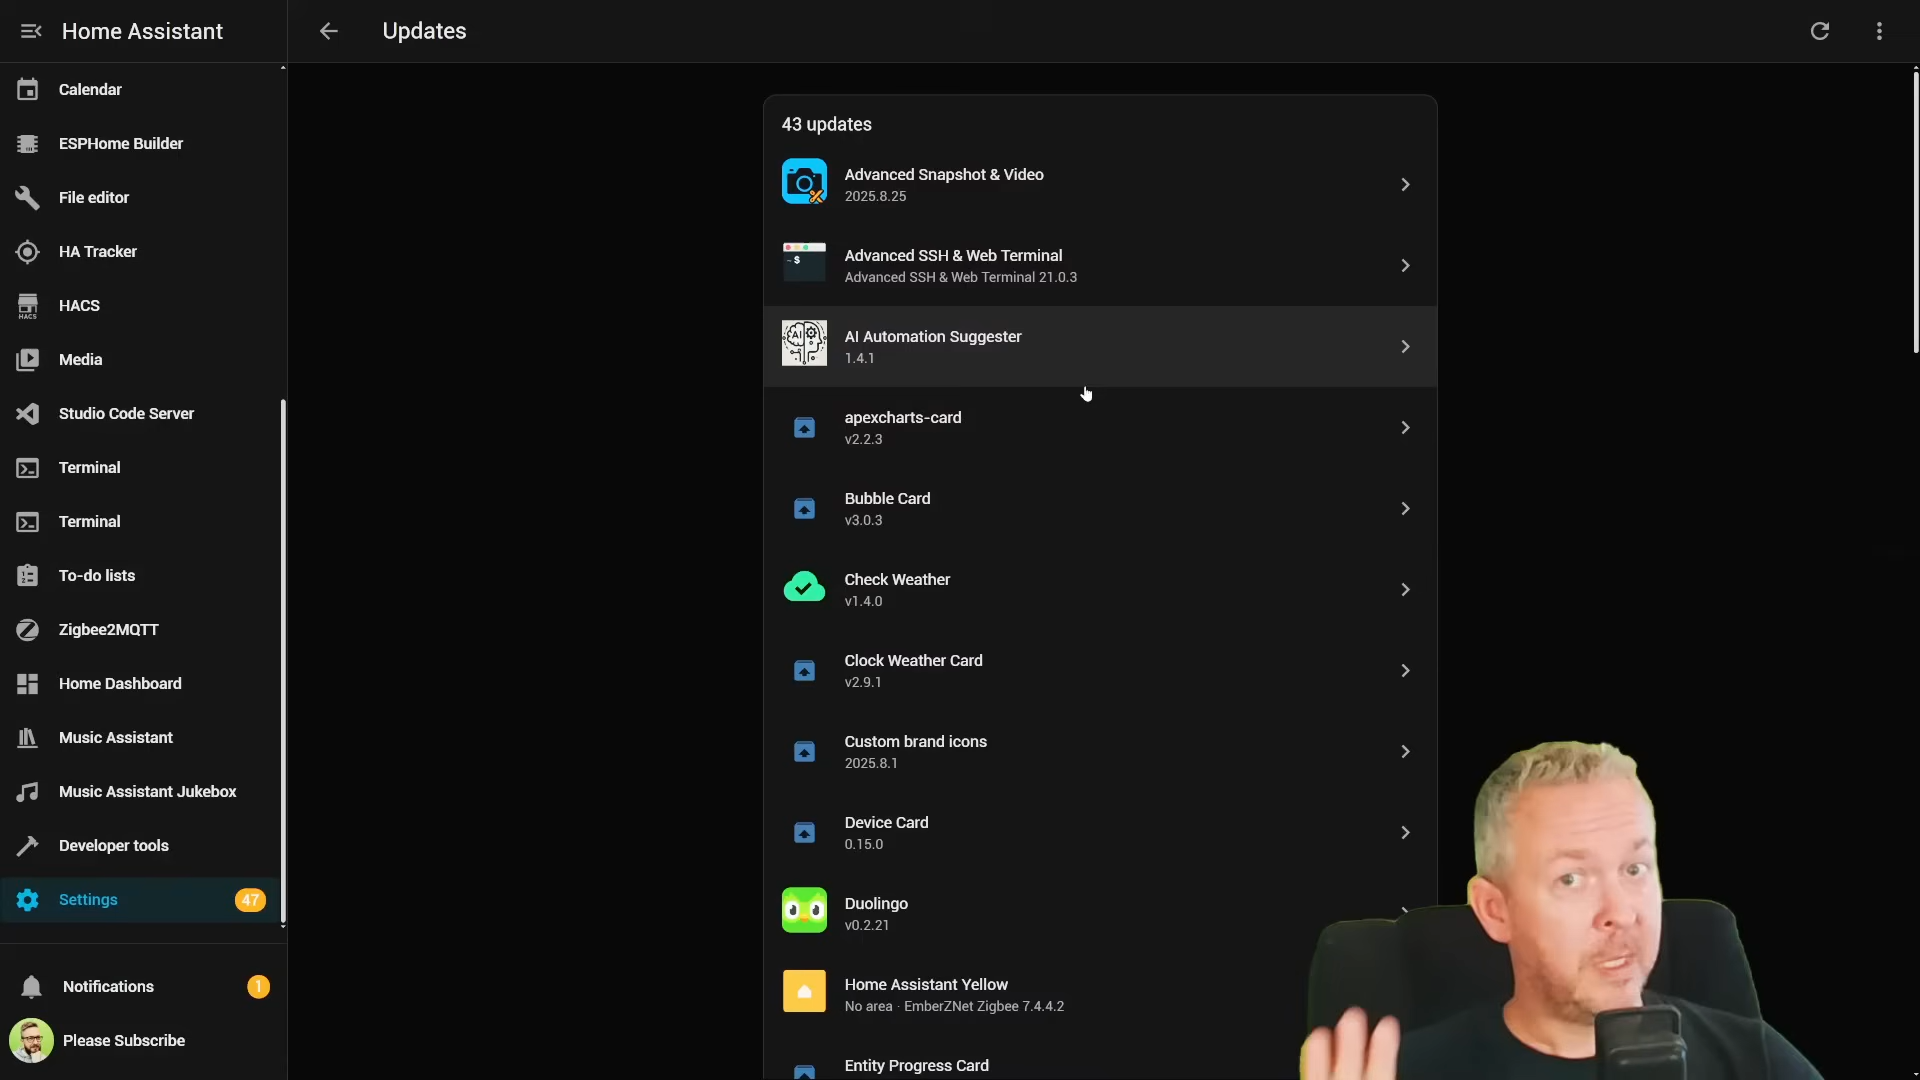 Home Assistant
Calendar
ESPHome Builder
File editor
HA Tracker
HACS
HACS
Media
Studio Code Server
Terminal
Terminal
To-do lists
Zigbee2MQTT
Home Dashboard
Music Assistant
Music Assistant Jukebox
Developer tools
Settings
47
Notifications
1
Please Subscribe
Updates
43 updates
Advanced Snapshot & Video
2025.8.25
$
Advanced SSH & Web Terminal
Advanced SSH & Web Terminal 21.0.3
AI
AI Automation Suggester
1.4.1
apexcharts-card
v2.2.3
Bubble Card
v3.0.3
Check Weather
v1.4.0
Clock Weather Card
v2.9.1
Custom brand icons
2025.8.1
Device Card
0.15.0
Duolingo
v0.2.21
Home Assistant Yellow
No area · EmberZNet Zigbee 7.4.4.2
Entity Progress Card